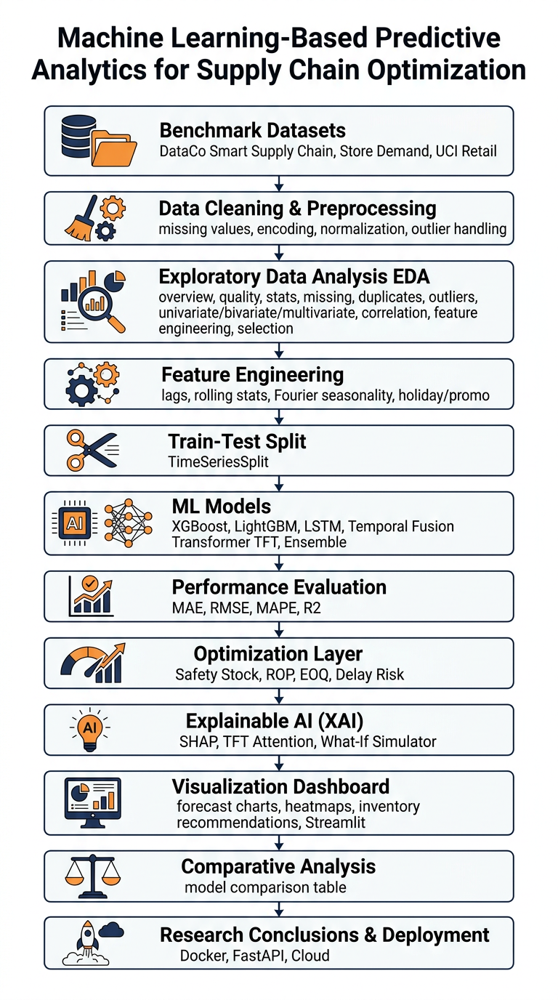 Machine Learning-Based Predictive
Analytics for Supply Chain Optimization
Benchmark Datasets
DataCo Smart Supply Chain, Store Demand, UCI Retail
Data Cleaning & Preprocessing
missing values, encoding, normalization, outlier handling
Exploratory Data Analysis EDA
overview, quality, stats, missing, duplicates, outliers,
univariate/bivariate/multivariate, correlation, feature
engineering, selection
Feature Engineering
lags, rolling stats, Fourier seasonality, holiday/promo
Train-Test Split
TimeSeriesSplit
AI
ML Models
XGBoost, LightGBM, LSTM, Temporal Fusion
Transformer TFT, Ensemble
Performance Evaluation
MAE, RMSE, MAPE, R2
Optimization Layer
Safety Stock, ROP, EOQ, Delay Risk
AI
Explainable AI (XAI)
SHAP, TFT Attention, What-If Simulator
Visualization Dashboard
forecast charts, heatmaps, inventory
recommendations, Streamlit
Comparative Analysis
model comparison table
Research Conclusions & Deployment
Docker, FastAPI, Cloud